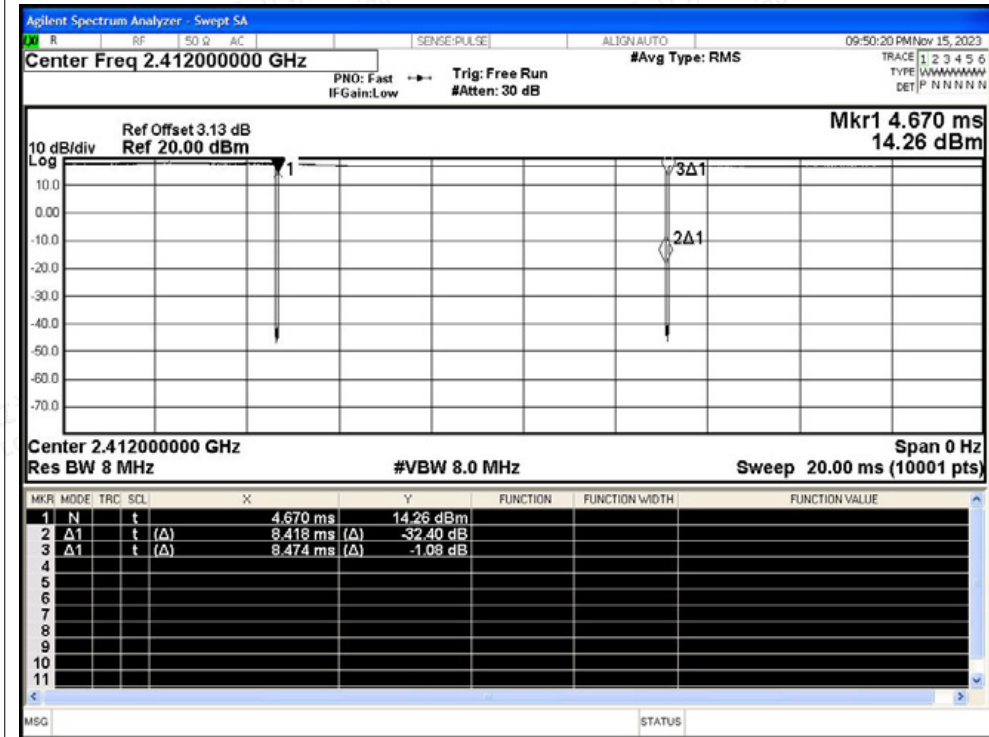 Agilent Spectrum Analyzer - Swept SA
R RF 50 Ω AC SENSE:PULSE ALIGN AUTO 09:50:20 PM Nov 15, 2023
Center Freq 2.412000000 GHz #Avg Type: RMS TRACE 1 2 3 4 5 6
PNO: Fast Trig: Free Run TYPE WWWWWW
IFGain:Low #Atten: 30 dB DET P N N N N N
Mkr1 4.670 ms
Ref Offset 3.13 dB
10 dB/div Ref 20.00 dBm 14.26 dBm
Log
1 3Δ1
10.0
0.00
-10.0 2Δ1
-20.0
-30.0
-40.0
-50.0
-60.0
-70.0
Center 2.412000000 GHz Span 0 Hz
Res BW 8 MHz #VBW 8.0 MHz Sweep 20.00 ms (10001 pts)
MKR MODE TRC SCL X Y FUNCTION FUNCTION WIDTH FUNCTION VALUE
1 N t 4.670 ms 14.26 dBm
2 Δ1 t (Δ) 8.418 ms (Δ) -32.40 dB
3 Δ1 t (Δ) 8.474 ms (Δ) -1.08 dB
4
5
6
7
8
9
10
11
MSG STATUS